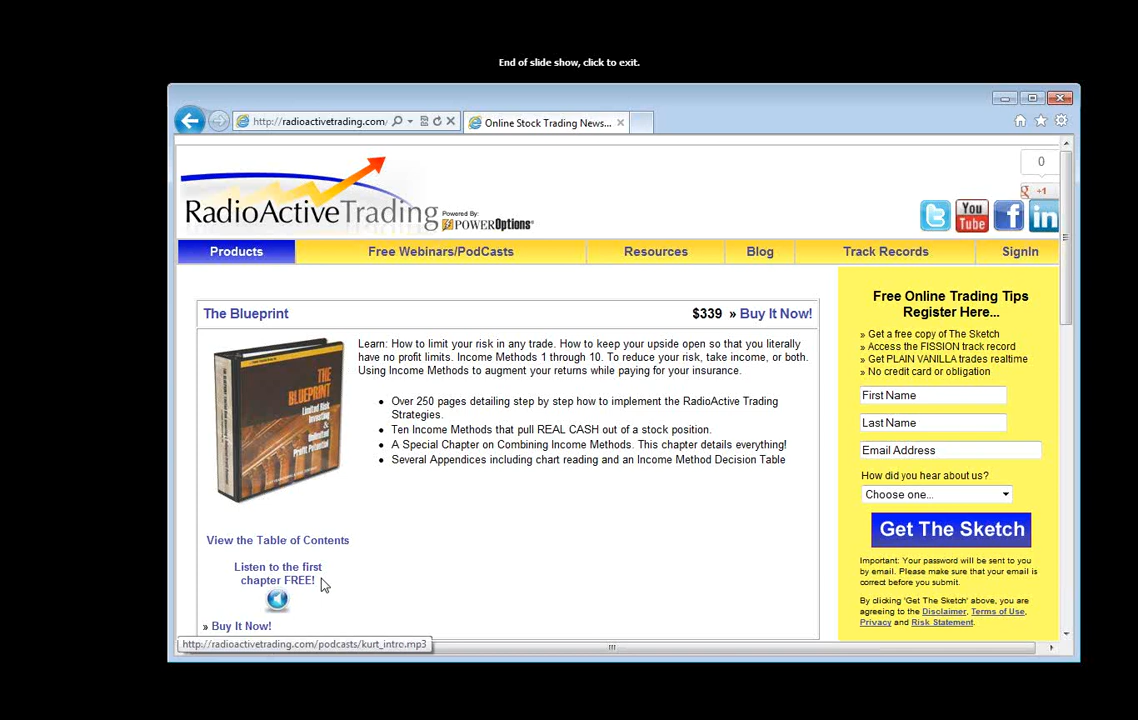 End of slide show, click to exit.
http://radioactivetrading.com/
Online Stock Trading News...
0
g +1
RadioActiveTrading
Powered By:
POWEROptions®
You
Tube
f
in
Products
Free Webinars/PodCasts
Resources
Blog
Track Records
SignIn
The Blueprint
$339 » Buy It Now!
Learn: How to limit your risk in any trade. How to keep your upside open so that you literally
have no profit limits. Income Methods 1 through 10. To reduce your risk, take income, or both.
Using Income Methods to augment your returns while paying for your insurance.
• Over 250 pages detailing step by step how to implement the RadioActive Trading
Strategies.
• Ten Income Methods that pull REAL CASH out of a stock position.
• A Special Chapter on Combining Income Methods. This chapter details everything!
• Several Appendices including chart reading and an Income Method Decision Table
THE
BLUEPRINT
Limited Risk
Investing
&
Unlimited
Profit Potential
View the Table of Contents
Listen to the first
chapter FREE!
» Buy It Now!
http://radioactivetrading.com/podcasts/kurt_intro.mp3
Free Online Trading Tips
Register Here...
» Get a free copy of The Sketch
» Access the FISSION track record
» Get PLAIN VANILLA trades realtime
» No credit card or obligation
First Name
Last Name
Email Address
How did you hear about us?
Choose one...
Get The Sketch
Important: Your password will be sent to you
by email. Please make sure that your email is
correct before you submit.
By clicking 'Get The Sketch' above, you are
agreeing to the Disclaimer, Terms of Use,
Privacy and Risk Statement.